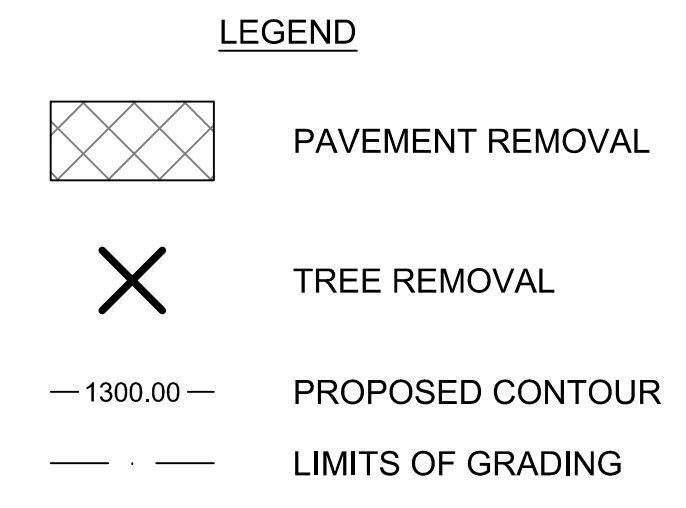 LEGEND
PAVEMENT REMOVAL
TREE REMOVAL
1300.00 PROPOSED CONTOUR
LIMITS OF GRADING